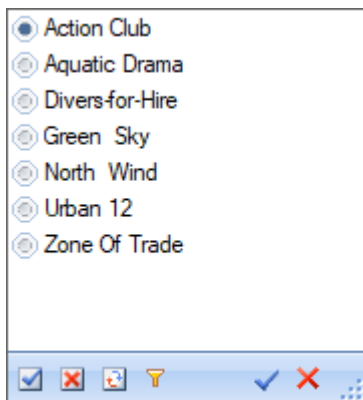 Action Club
Aquatic Drama
Divers-for-Hire
Green Sky
North Wind
Urban 12
Zone Of Trade